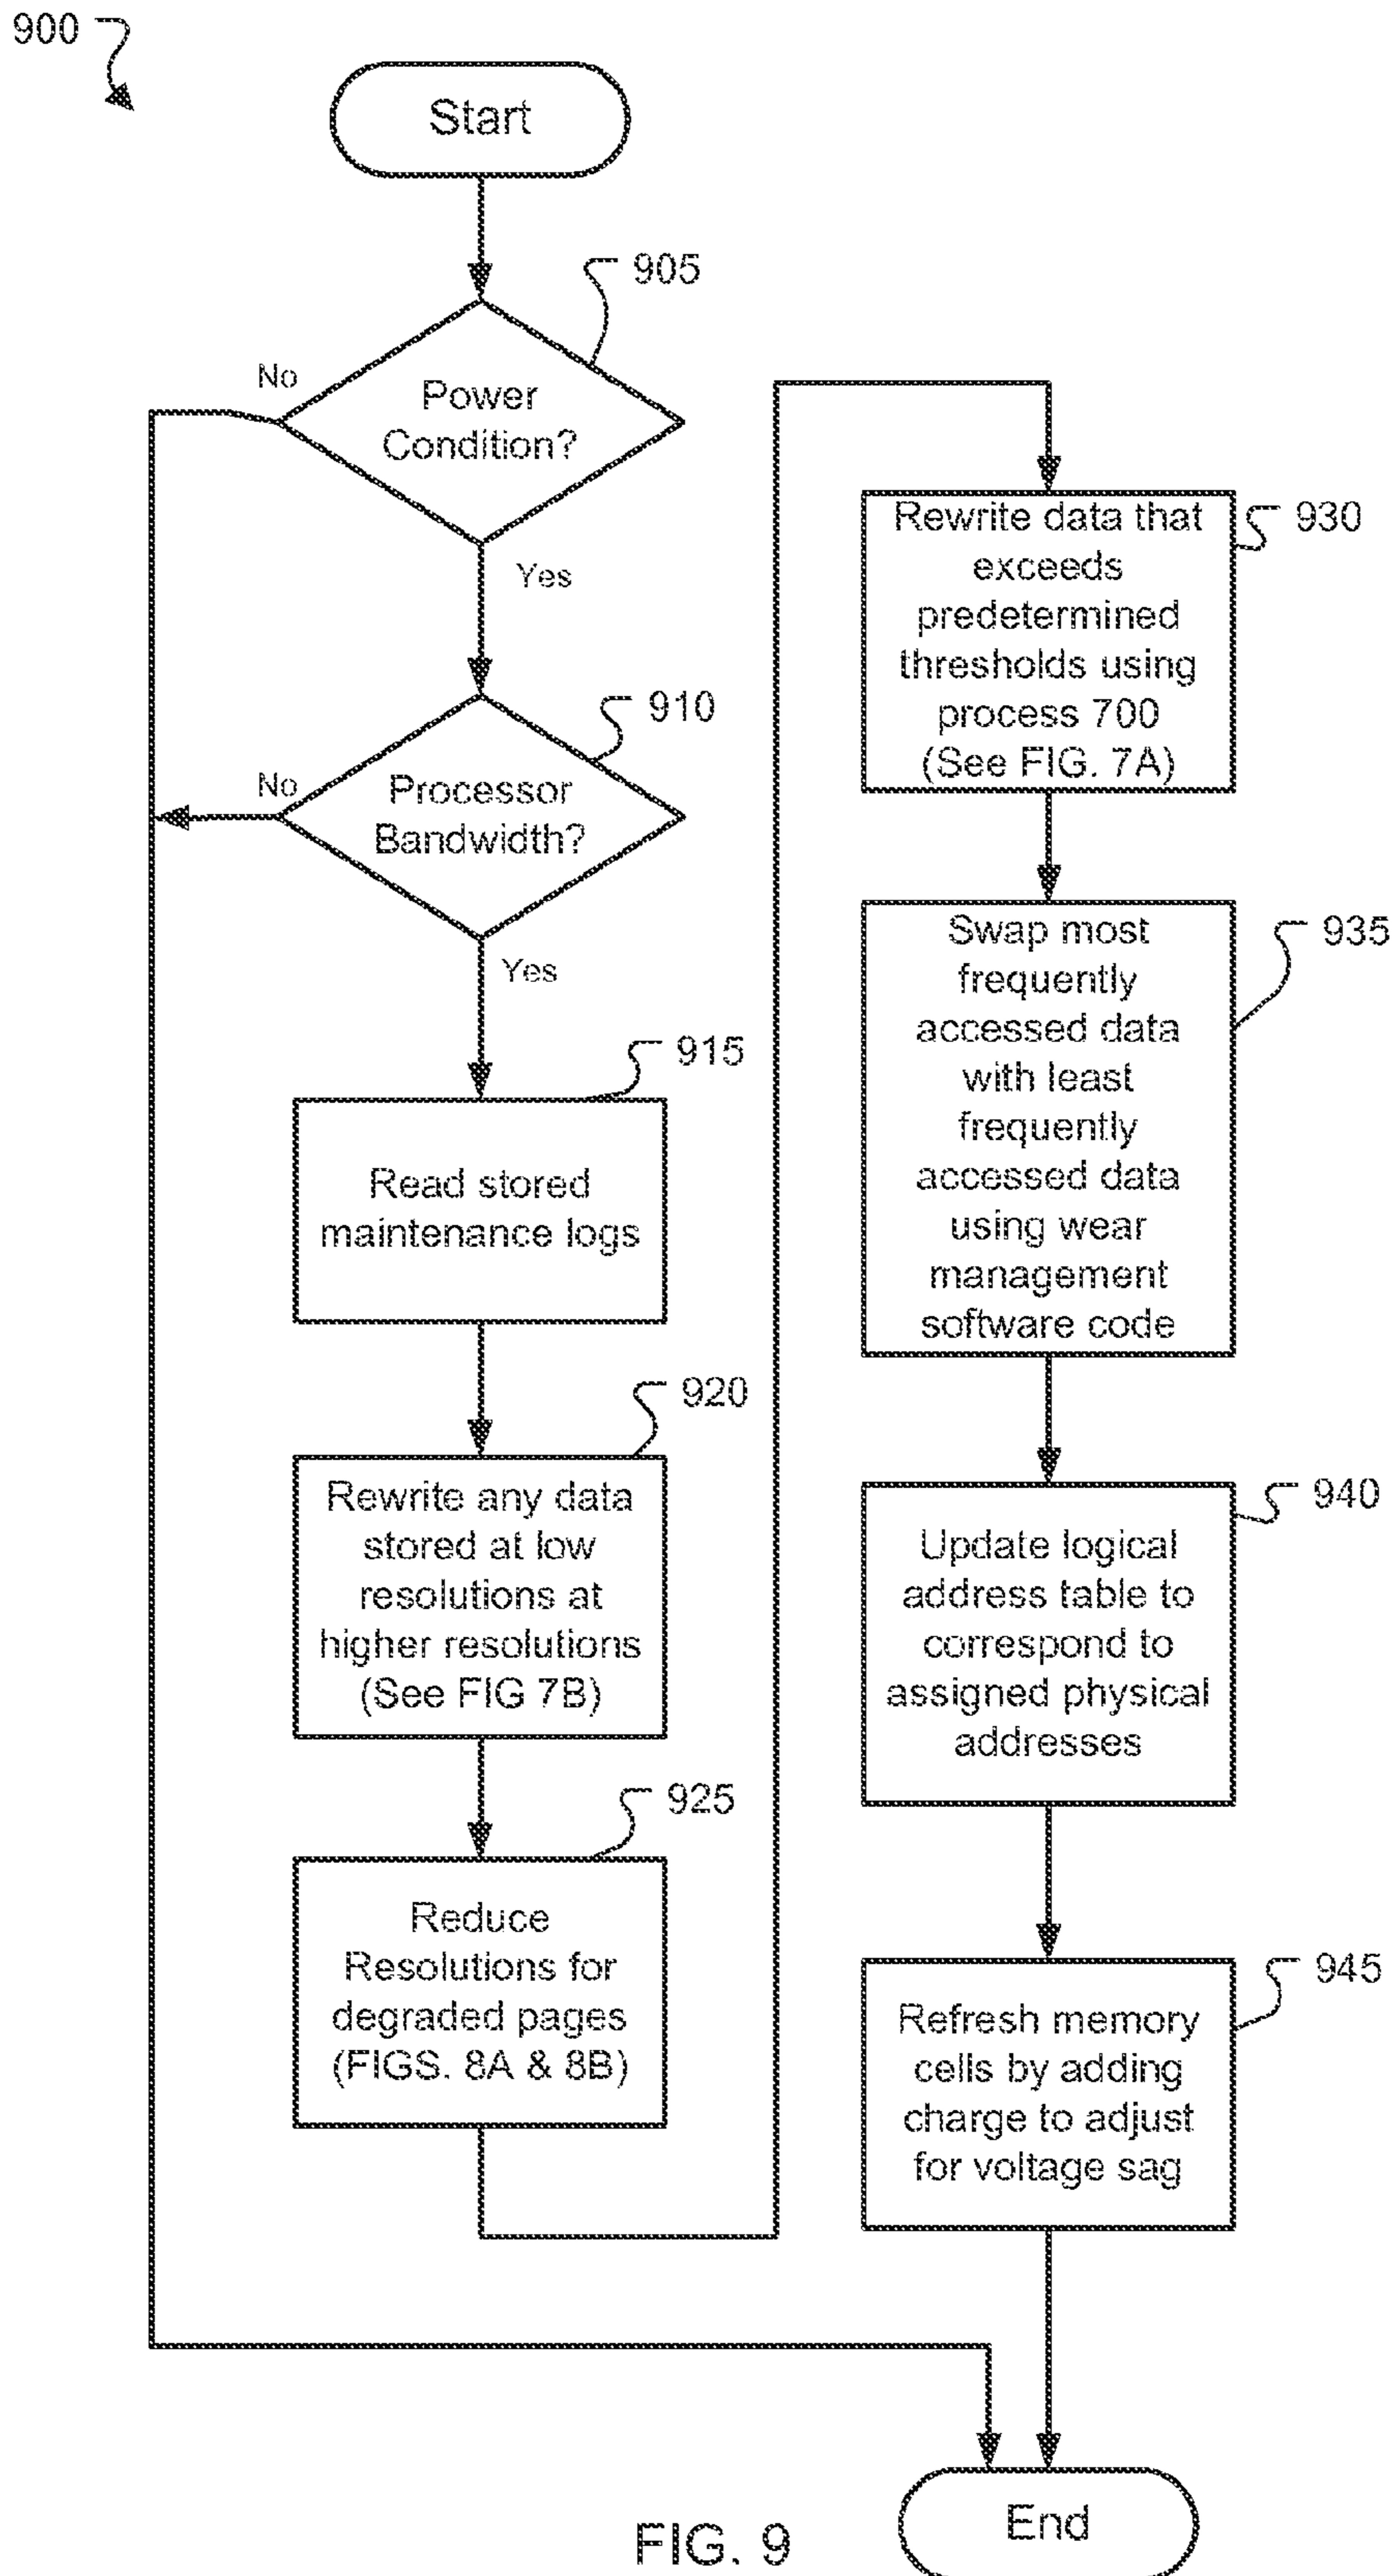 900
Start
905
No
Power
Condition?
Yes
910
No
Processor
Bandwidth?
Yes
915
Read stored
maintenance logs
920
Rewrite any data
stored at low
resolutions at
higher resolutions
(See FIG 7B)
925
Reduce
Resolutions for
degraded pages
(FIGS. 8A & 8B)
930
Rewrite data that
exceeds
predetermined
thresholds using
process 700
(See FIG. 7A)
935
Swap most
frequently
accessed data
with least
frequently
accessed data
using wear
management
software code
940
Update logical
address table to
correspond to
assigned physical
addresses
945
Refresh memory
cells by adding
charge to adjust
for voltage sag
End
FIG. 9